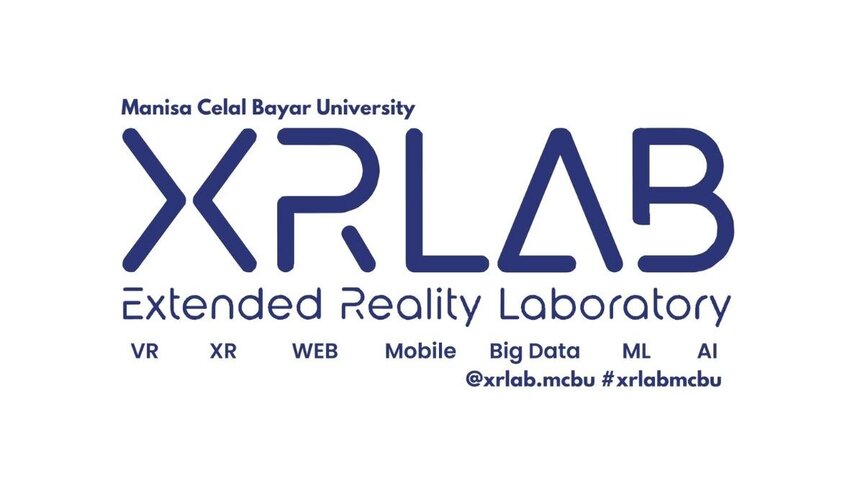 Manisa Celal Bayar University
XRLAB
Extended Reality Laboratory
VR XR WEB Mobile Big Data ML AI
@xrlab.mcbu #xrlabmcbu